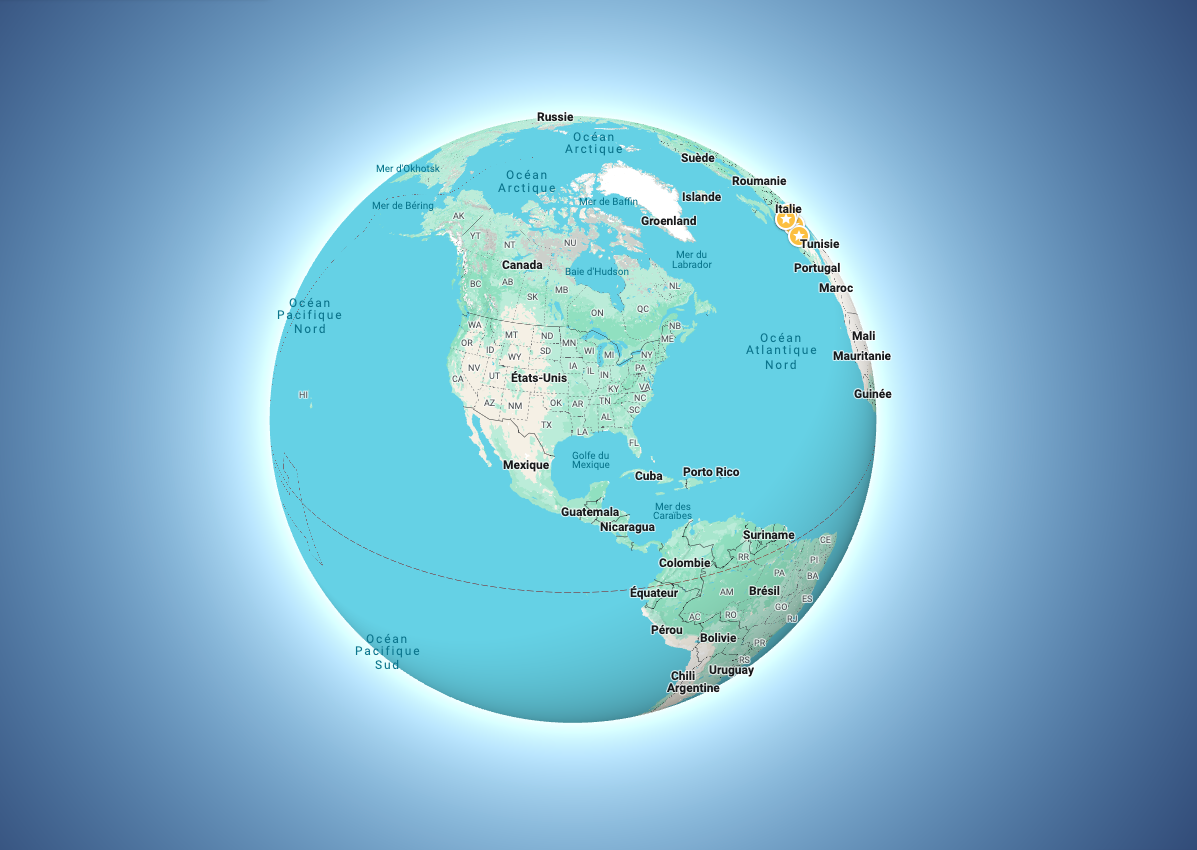 Russie
Océan
Arctique
Suède
Mer d'Okhotsk
Océan
Arctique
Roumanie
Islande
Mer de Baffin
Mer de Béring
Italie
AK
Groenland
YT
NT
NU
Tunisie
Mer du
Labrador
Canada
Baie d'Hudson
Portugal
BC
AB
MB
NL
Maroc
SK
Océan
Pacifique
Nord
ON
QC
WA
NB
MT
ND
ME
Mali
OR
MN
Océan
Atlantique
Nord
ID
SD
WI
MI
NY
WY
Mauritanie
NV
IA
IL
IN
PA
UT
CA
États-Unis
KY
VA
HI
Guinée
AZ
NM
OK
AR
TN
NC
SC
AL
TX
LA
FL
Golfe du
Mexique
Mexique
Cuba
Porto Rico
Guatemala
Mer des
Caraïbes
Nicaragua
Suriname
CE
RR
PI
Colombie
PA
BA
Équateur
AM
Brésil
ES
GO
AC
RO
RJ
Pérou
Bolivie
PR
Océan
Pacifique
Sud
RS
Uruguay
Chili
Argentine